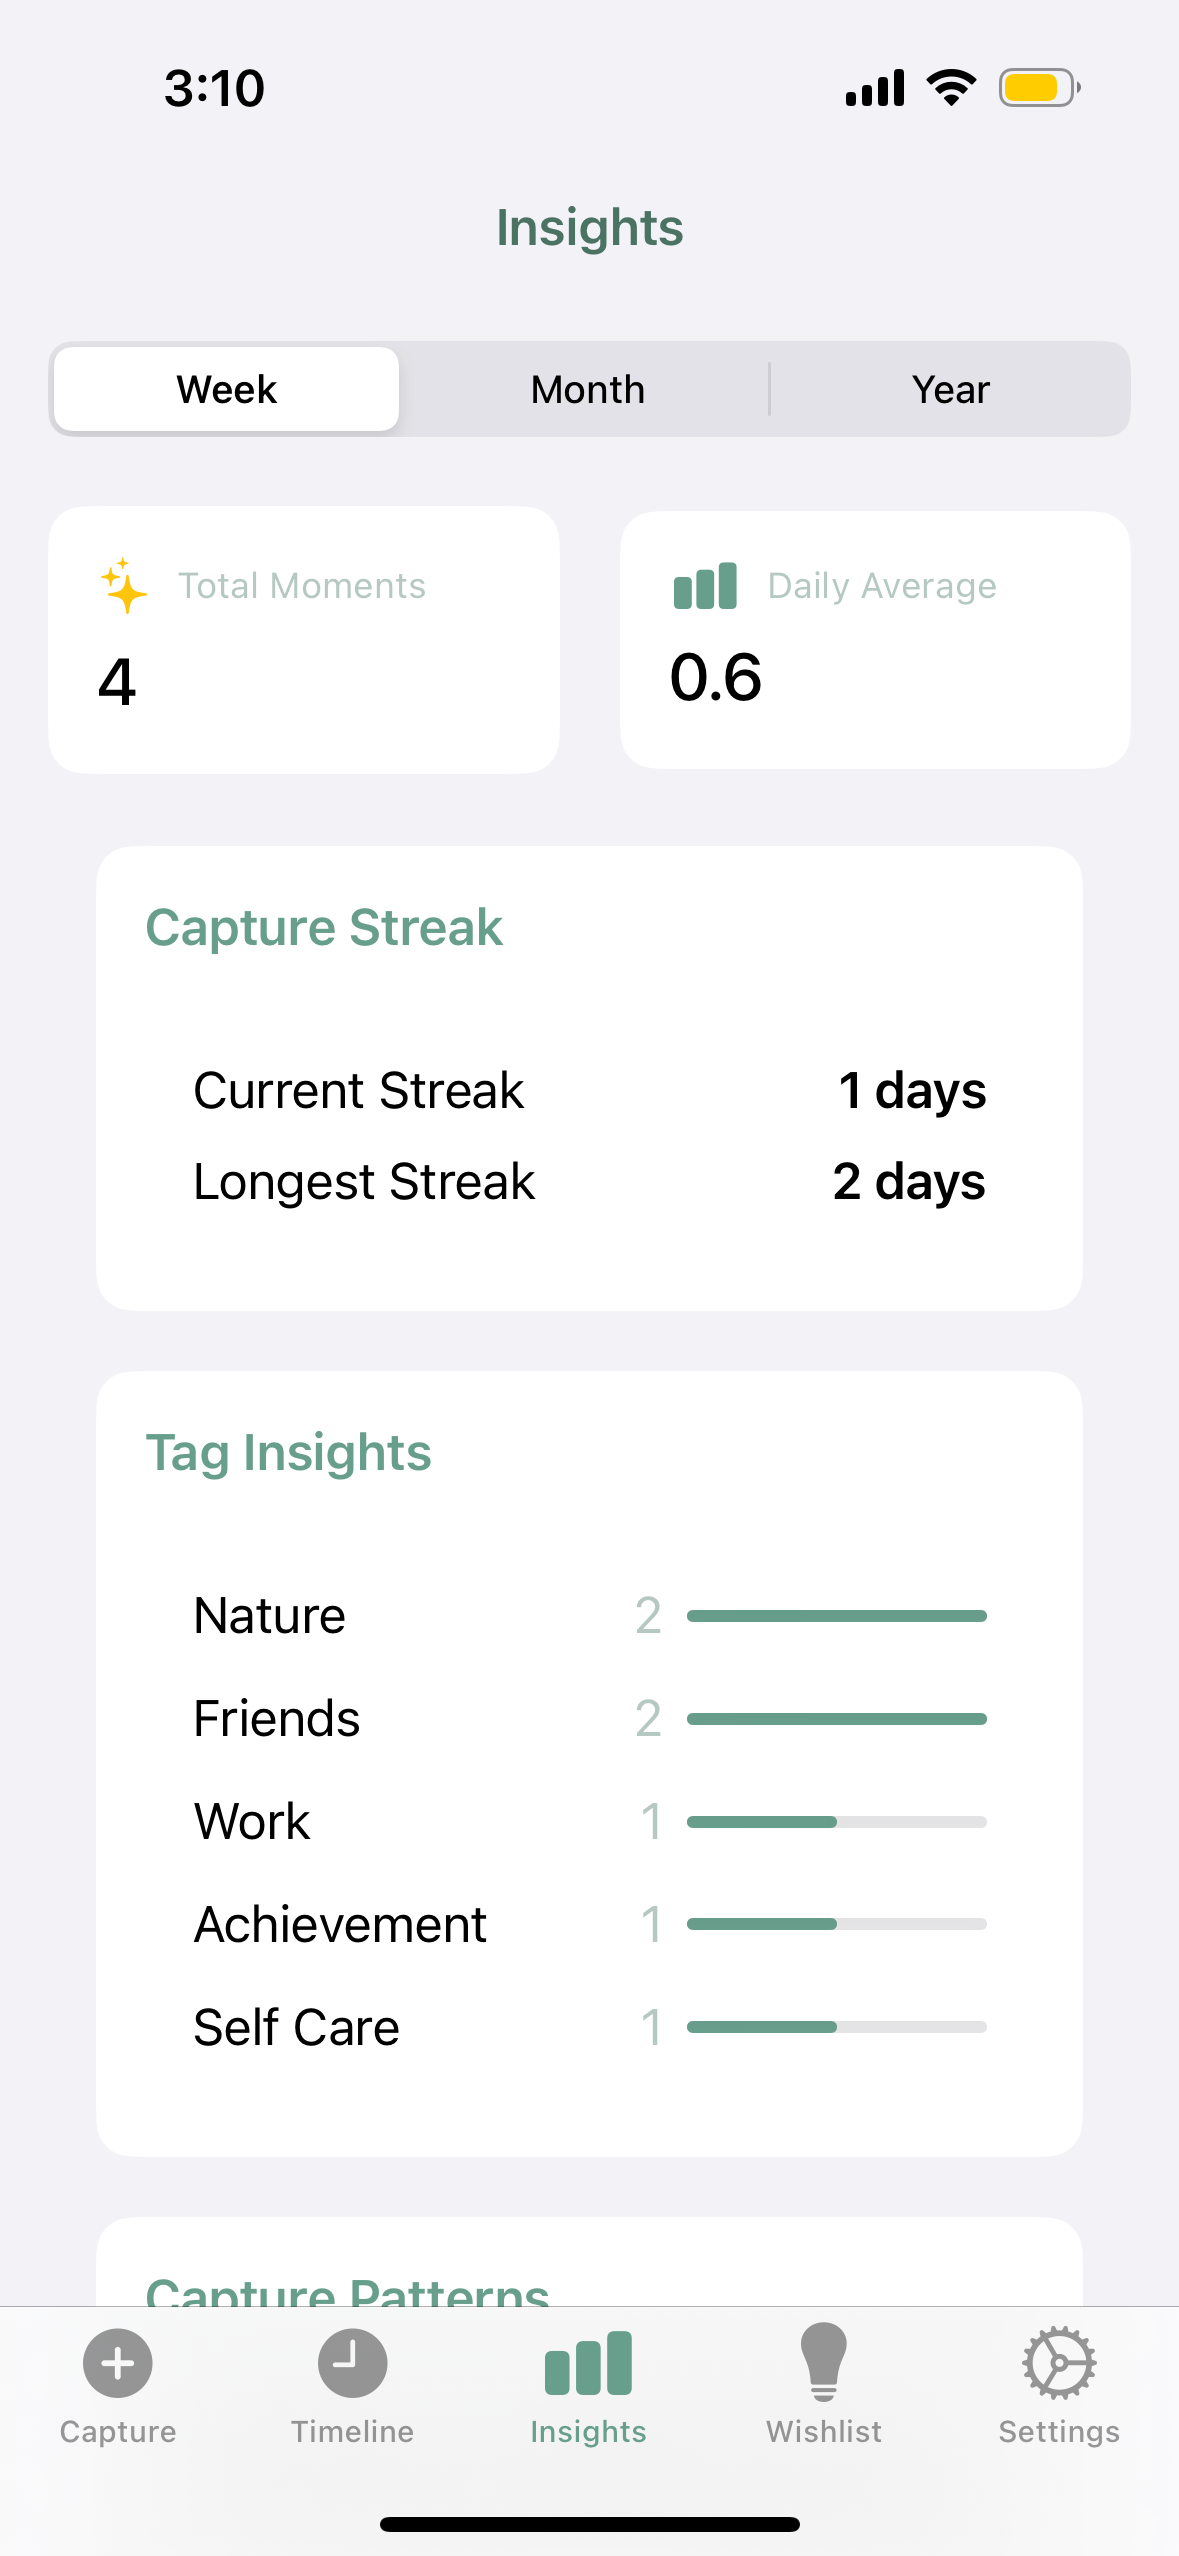 3:10
Insights
Week Month Year
Total Moments
4
Daily Average
0.6
Capture Streak
Current Streak 1 days
Longest Streak 2 days
Tag Insights
Nature 2
Friends 2
Work 1
Achievement 1
Self Care 1
Capture Patterns
Capture Timeline Insights Wishlist Settings